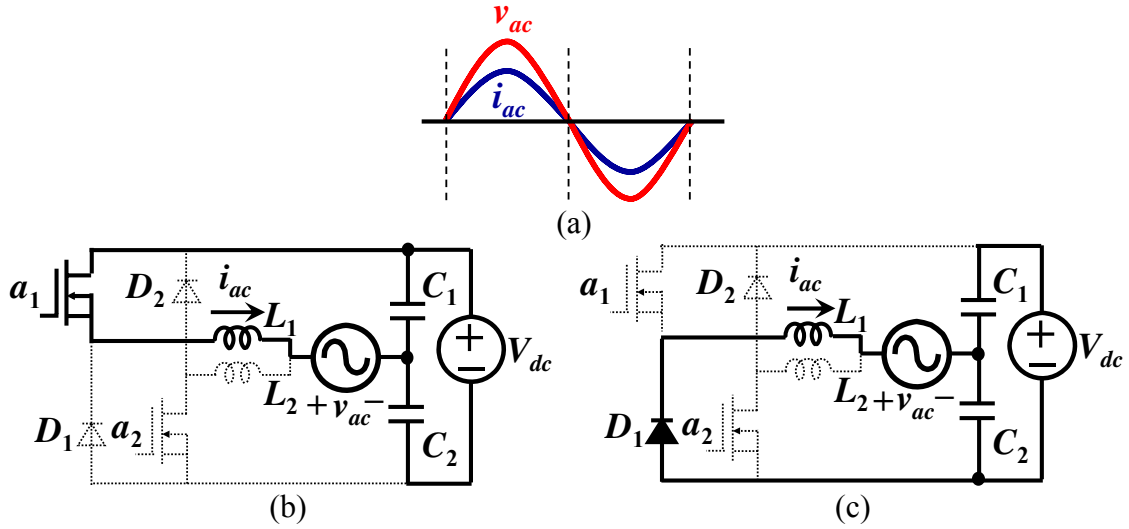 v_ac
i_ac
(a)
a_1
D_2
i_ac
L_1
C_1
+
−
V_dc
L_2 + v_ac −
D_1
a_2
C_2
(b)
a_1
D_2
i_ac
L_1
C_1
+
−
V_dc
L_2 + v_ac −
D_1
a_2
C_2
(c)